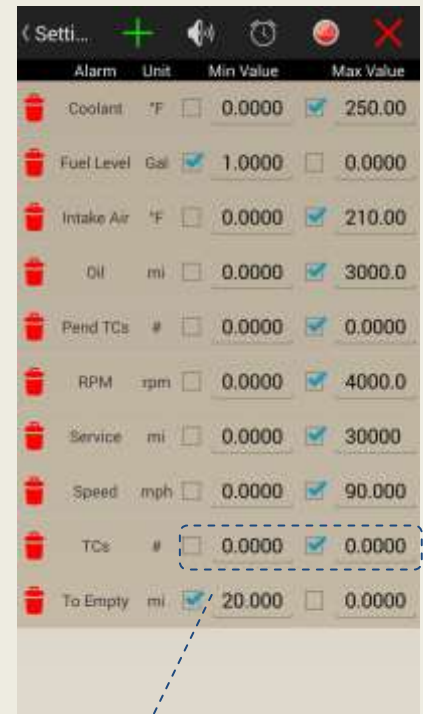 Setti...
Alarm Unit Min Value Max Value
Coolant °F 0.0000 250.00
Fuel Level Gal 1.0000 0.0000
Intake Air °F 0.0000 210.00
Oil mi 0.0000 3000.0
Pend TCs # 0.0000 0.0000
RPM rpm 0.0000 4000.0
Service mi 0.0000 30000
Speed mph 0.0000 90.000
TCs # 0.0000 0.0000
To Empty mi 20.000 0.0000